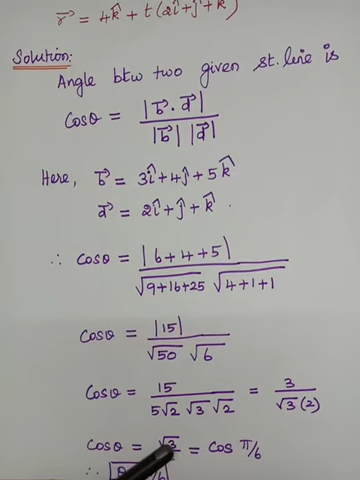 r⃗ = 4k̂ + t(2î+ĵ+k̂)
Solution:
Angle btw two given st. line is
Cosθ = |b⃗ · d⃗| / |b⃗| |d⃗|
Here, b⃗ = 3î+4ĵ+5k̂
d⃗ = 2î+ĵ+k̂.
∴ cosθ = |6+4+5| / √9+16+25 √4+1+1
Cosθ = |15| / √50 √6
Cosθ = 15 / 5√2 √3 √2 = 3 / √3(2)
Cosθ = √3 = Cos π/6
∴ θ /6